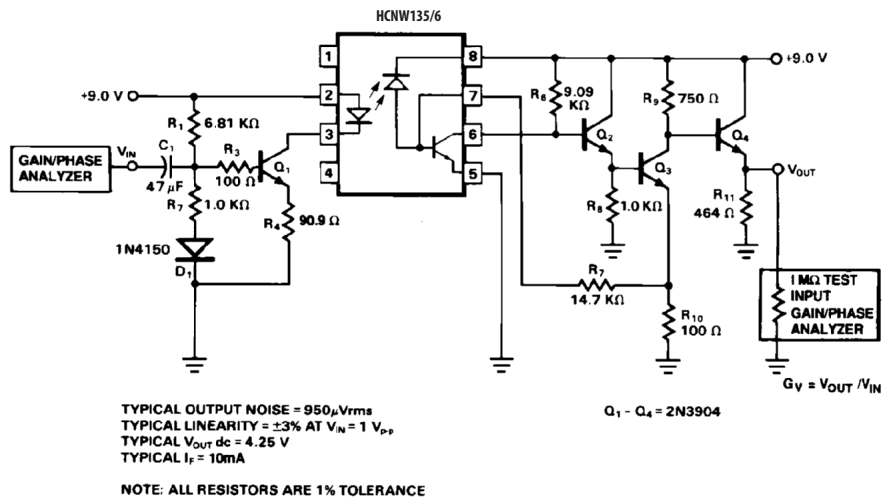 HCNW135/6
1
8
+9.0 V
+9.0 V
2
7
R6
9.09
KΩ
R9
750 Ω
R1
6.81 KΩ
3
6
Q2
Q4
GAIN/PHASE
ANALYZER
VIN
C1
47 μF
R3
100 Ω
Q1
4
5
Q3
VOUT
R7
1.0 KΩ
R4
90.9 Ω
R8
1.0 KΩ
R11
464 Ω
1N4150
D1
R7
14.7 KΩ
R10
100 Ω
1 MΩ TEST
INPUT
GAIN/PHASE
ANALYZER
GV = VOUT /VIN
TYPICAL OUTPUT NOISE = 950μVrms
TYPICAL LINEARITY = ±3% AT VIN = 1 Vp-p
TYPICAL VOUT dc = 4.25 V
TYPICAL IF = 10mA
Q1 - Q4 = 2N3904
NOTE: ALL RESISTORS ARE 1% TOLERANCE